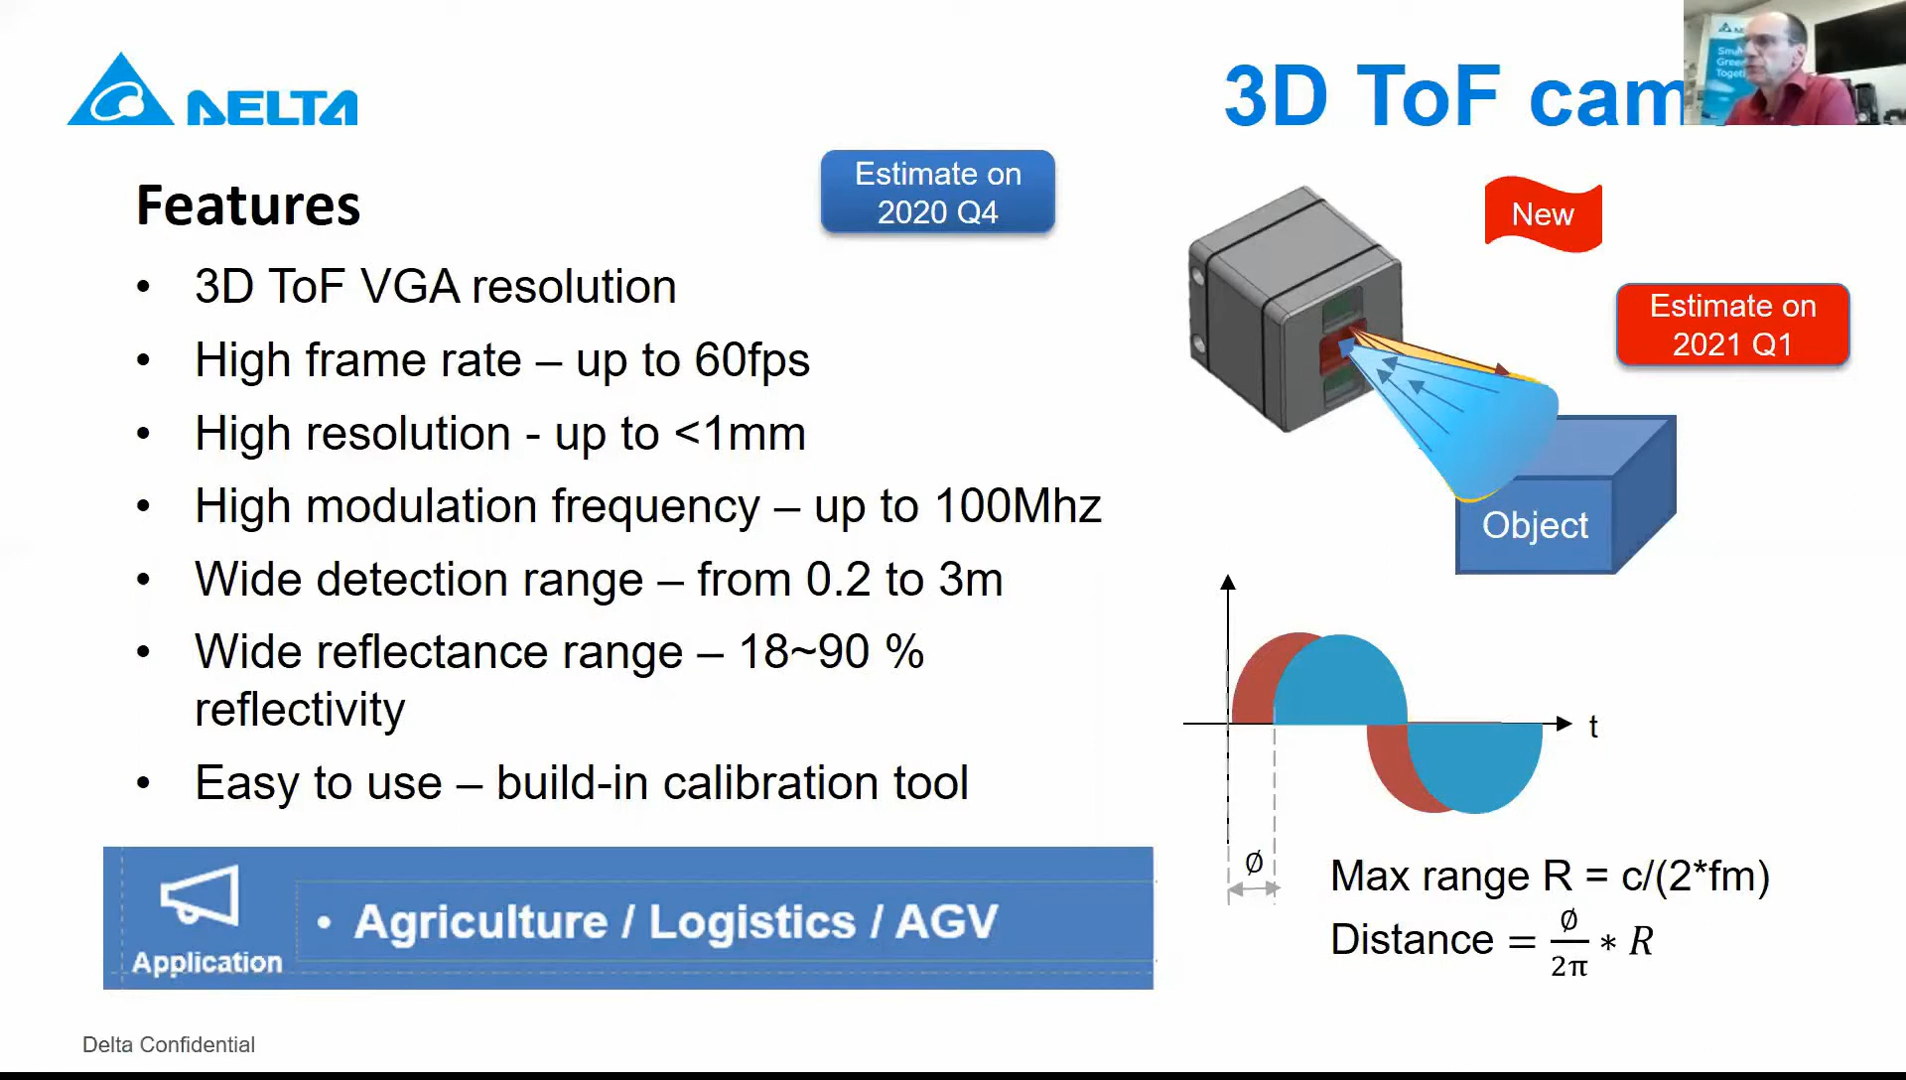 DELTA
3D ToF cam
Estimate on
2020 Q4
Features
New
Estimate on
2021 Q1
• 3D ToF VGA resolution
• High frame rate – up to 60fps
• High resolution - up to <1mm
• High modulation frequency – up to 100Mhz
• Wide detection range – from 0.2 to 3m
• Wide reflectance range – 18~90 %
reflectivity
• Easy to use – build-in calibration tool
Object
t
Ø
Max range R = c/(2*fm)
Distance = Ø/2π * R
• Agriculture / Logistics / AGV
Application
Delta Confidential